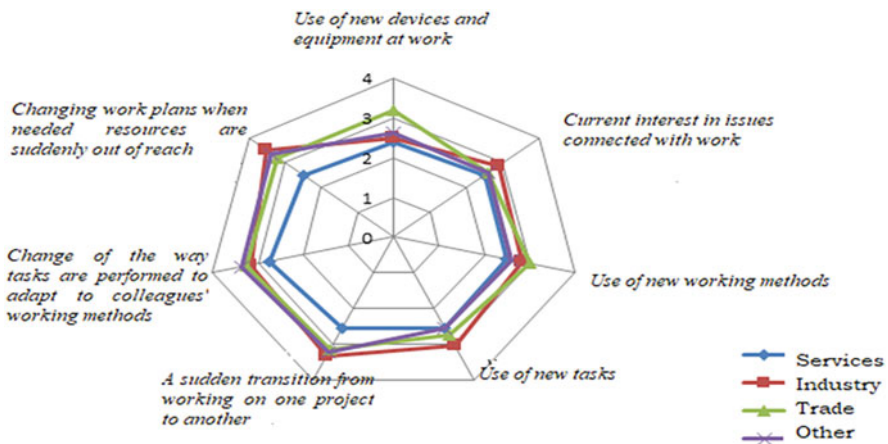 Use of new devices and
equipment at work
4
3
2
1
0
Changing work plans when
needed resources are
suddenly out of reach
Current interest in issues
connected with work
Change of the way
tasks are performed to
adapt to colleagues'
working methods
Use of new working methods
A sudden transition from
working on one project
to another
Use of new tasks
Services
Industry
Trade
Other